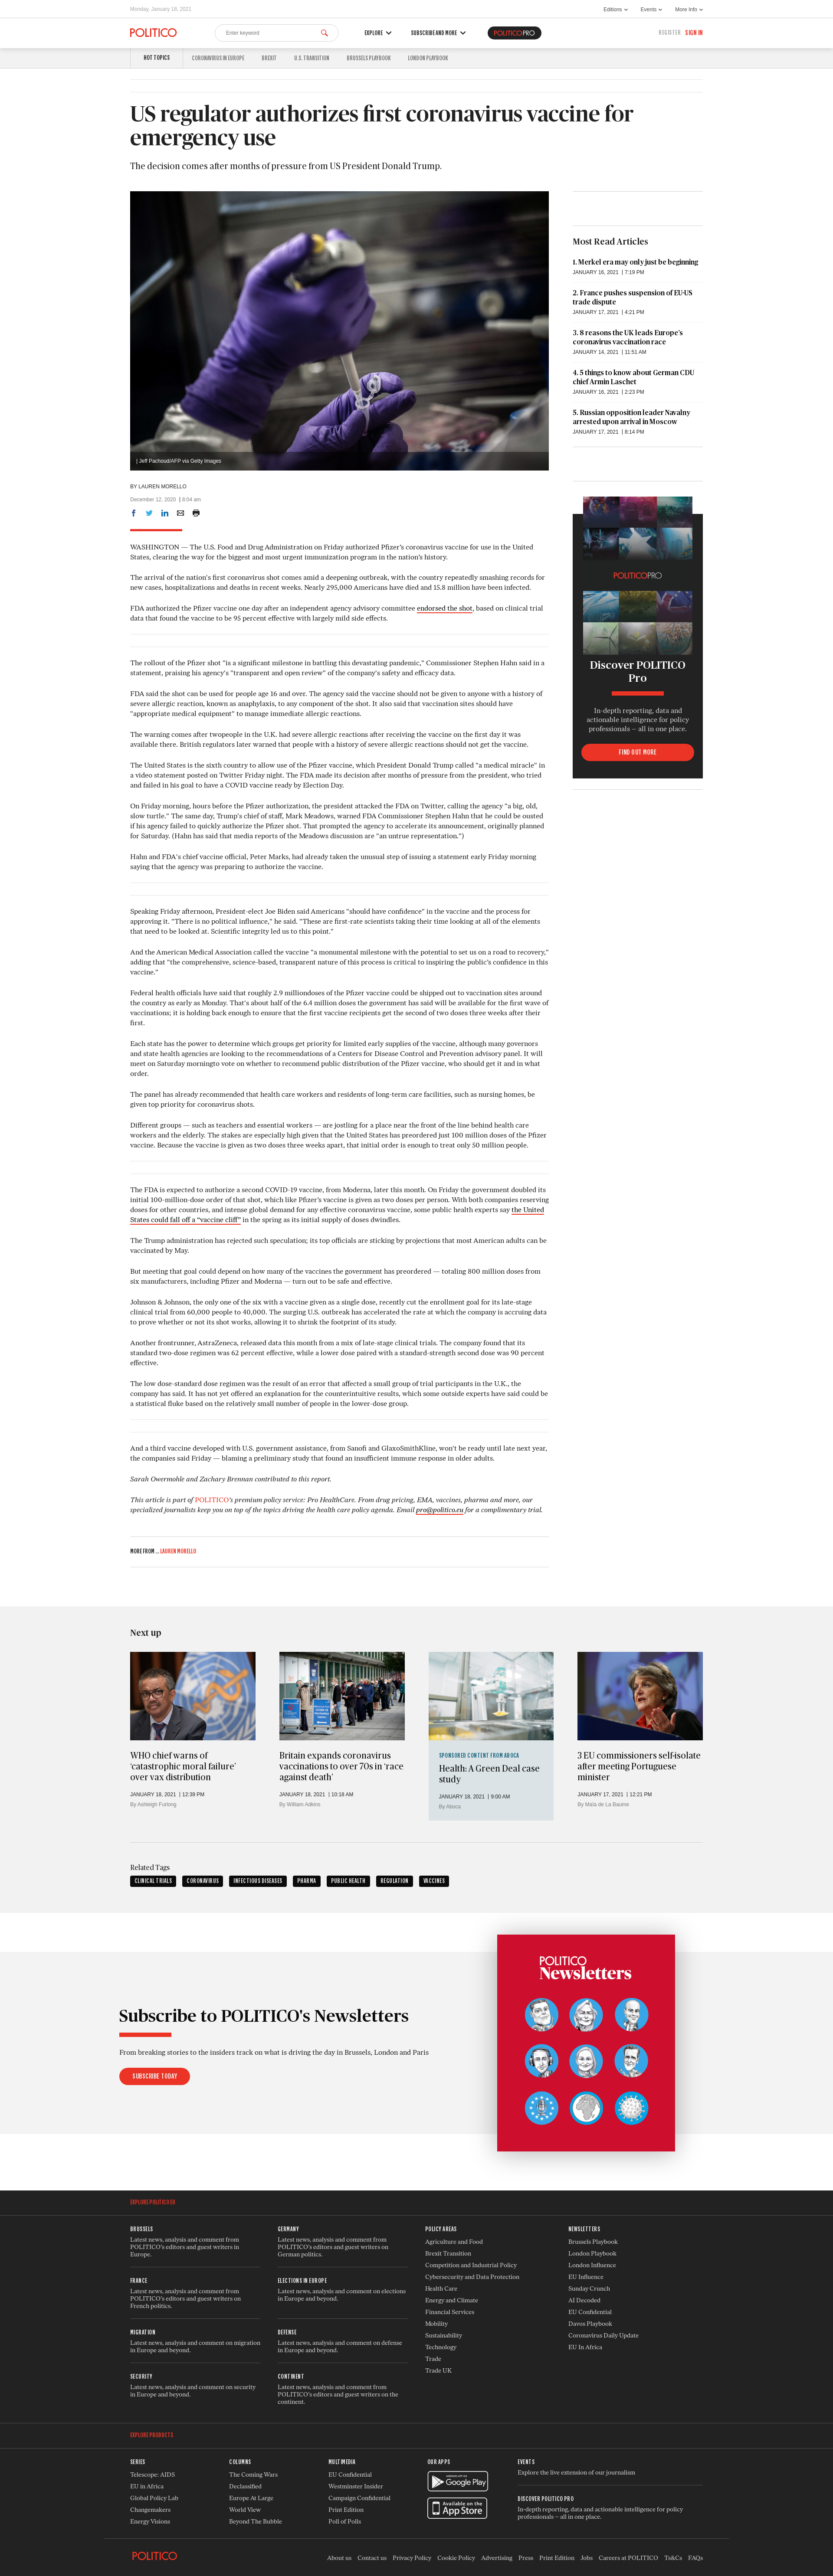 Monday, January 18, 2021
Editions
Events
More Info
POLITICO
Enter keyword
EXPLORE
SUBSCRIBE AND MORE
POLITICOPRO
REGISTER
SIGN IN
HOT TOPICS
CORONAVIRUS IN EUROPE
BREXIT
U.S. TRANSITION
BRUSSELS PLAYBOOK
LONDON PLAYBOOK
US regulator authorizes first coronavirus vaccine for
emergency use
The decision comes after months of pressure from US President Donald Trump.
| Jeff Pachoud/AFP via Getty Images
BY LAUREN MORELLO
December 12, 2020 | 8:04 am
WASHINGTON — The U.S. Food and Drug Administration on Friday authorized Pfizer’s coronavirus vaccine for use in the United
States, clearing the way for the biggest and most urgent immunization program in the nation’s history.
The arrival of the nation's first coronavirus shot comes amid a deepening outbreak, with the country repeatedly smashing records for
new cases, hospitalizations and deaths in recent weeks. Nearly 295,000 Americans have died and 15.8 million have been infected.
FDA authorized the Pfizer vaccine one day after an independent agency advisory committee endorsed the shot, based on clinical trial
data that found the vaccine to be 95 percent effective with largely mild side effects.
The rollout of the Pfizer shot "is a significant milestone in battling this devastating pandemic," Commissioner Stephen Hahn said in a
statement, praising his agency's "transparent and open review" of the company's safety and efficacy data.
FDA said the shot can be used for people age 16 and over. The agency said the vaccine should not be given to anyone with a history of
severe allergic reaction, known as anaphylaxis, to any component of the shot. It also said that vaccination sites should have
"appropriate medical equipment" to manage immediate allergic reactions.
The warning comes after twopeople in the U.K. had severe allergic reactions after receiving the vaccine on the first day it was
available there. British regulators later warned that people with a history of severe allergic reactions should not get the vaccine.
The United States is the sixth country to allow use of the Pfizer vaccine, which President Donald Trump called “a medical miracle” in
a video statement posted on Twitter Friday night. The FDA made its decision after months of pressure from the president, who tried
and failed in his goal to have a COVID vaccine ready by Election Day.
On Friday morning, hours before the Pfizer authorization, the president attacked the FDA on Twitter, calling the agency “a big, old,
slow turtle.” The same day, Trump’s chief of staff, Mark Meadows, warned FDA Commissioner Stephen Hahn that he could be ousted
if his agency failed to quickly authorize the Pfizer shot. That prompted the agency to accelerate its announcement, originally planned
for Saturday. (Hahn has said that media reports of the Meadows discussion are “an untrue representation.”)
Hahn and FDA's chief vaccine official, Peter Marks, had already taken the unusual step of issuing a statement early Friday morning
saying that the agency was preparing to authorize the vaccine.
Speaking Friday afternoon, President-elect Joe Biden said Americans "should have confidence" in the vaccine and the process for
approving it. "There is no political influence," he said. "These are first-rate scientists taking their time looking at all of the elements
that need to be looked at. Scientific integrity led us to this point."
And the American Medical Association called the vaccine “a monumental milestone with the potential to set us on a road to recovery,”
adding that “the comprehensive, science-based, transparent nature of this process is critical to inspiring the public's confidence in this
vaccine.”
Federal health officials have said that roughly 2.9 milliondoses of the Pfizer vaccine could be shipped out to vaccination sites around
the country as early as Monday. That's about half of the 6.4 million doses the government has said will be available for the first wave of
vaccinations; it is holding back enough to ensure that the first vaccine recipients get the second of two doses three weeks after their
first.
Each state has the power to determine which groups get priority for limited early supplies of the vaccine, although many governors
and state health agencies are looking to the recommendations of a Centers for Disease Control and Prevention advisory panel. It will
meet on Saturday morningto vote on whether to recommend public distribution of the Pfizer vaccine, who should get it and in what
order.
The panel has already recommended that health care workers and residents of long-term care facilities, such as nursing homes, be
given top priority for coronavirus shots.
Different groups — such as teachers and essential workers — are jostling for a place near the front of the line behind health care
workers and the elderly. The stakes are especially high given that the United States has preordered just 100 million doses of the Pfizer
vaccine. Because the vaccine is given as two doses three weeks apart, that initial order is enough to treat only 50 million people.
The FDA is expected to authorize a second COVID-19 vaccine, from Moderna, later this month. On Friday the government doubled its
initial 100-million-dose order of that shot, which like Pfizer’s vaccine is given as two doses per person. With both companies reserving
doses for other countries, and intense global demand for any effective coronavirus vaccine, some public health experts say the United
States could fall off a “vaccine cliff” in the spring as its initial supply of doses dwindles.
The Trump administration has rejected such speculation; its top officials are sticking by projections that most American adults can be
vaccinated by May.
But meeting that goal could depend on how many of the vaccines the government has preordered — totaling 800 million doses from
six manufacturers, including Pfizer and Moderna — turn out to be safe and effective.
Johnson & Johnson, the only one of the six with a vaccine given as a single dose, recently cut the enrollment goal for its late-stage
clinical trial from 60,000 people to 40,000. The surging U.S. outbreak has accelerated the rate at which the company is accruing data
to prove whether or not its shot works, allowing it to shrink the footprint of its study.
Another frontrunner, AstraZeneca, released data this month from a mix of late-stage clinical trials. The company found that its
standard two-dose regimen was 62 percent effective, while a lower dose paired with a standard-strength second dose was 90 percent
effective.
The low dose-standard dose regimen was the result of an error that affected a small group of trial participants in the U.K., the
company has said. It has not yet offered an explanation for the counterintuitive results, which some outside experts have said could be
a statistical fluke based on the relatively small number of people in the lower-dose group.
And a third vaccine developed with U.S. government assistance, from Sanofi and GlaxoSmithKline, won't be ready until late next year,
the companies said Friday — blaming a preliminary study that found an insufficient immune response in older adults.
Sarah Owermohle and Zachary Brennan contributed to this report.
This article is part of POLITICO’s premium policy service: Pro HealthCare. From drug pricing, EMA, vaccines, pharma and more, our
specialized journalists keep you on top of the topics driving the health care policy agenda. Email pro@politico.eu for a complimentary trial.
MORE FROM ... LAUREN MORELLO
Most Read Articles
1. Merkel era may only just be beginning
JANUARY 16, 2021 | 7:19 PM
2. France pushes suspension of EU-US
trade dispute
JANUARY 17, 2021 | 4:21 PM
3. 8 reasons the UK leads Europe’s
coronavirus vaccination race
JANUARY 14, 2021 | 11:51 AM
4. 5 things to know about German CDU
chief Armin Laschet
JANUARY 16, 2021 | 2:23 PM
5. Russian opposition leader Navalny
arrested upon arrival in Moscow
JANUARY 17, 2021 | 8:14 PM
POLITICOPRO
Discover POLITICO
Pro
In-depth reporting, data and
actionable intelligence for policy
professionals – all in one place.
FIND OUT MORE
Next up
WHO chief warns of
‘catastrophic moral failure’
over vax distribution
JANUARY 18, 2021 | 12:39 PM
By Ashleigh Furlong
Britain expands coronavirus
vaccinations to over 70s in ‘race
against death’
JANUARY 18, 2021 | 10:18 AM
By William Adkins
SPONSORED CONTENT FROM ABOCA
Health: A Green Deal case
study
JANUARY 18, 2021 | 9:00 AM
By Aboca
3 EU commissioners self-isolate
after meeting Portuguese
minister
JANUARY 17, 2021 | 12:21 PM
By Maïa de La Baume
Related Tags
CLINICAL TRIALS
CORONAVIRUS
INFECTIOUS DISEASES
PHARMA
PUBLIC HEALTH
REGULATION
VACCINES
Subscribe to POLITICO's Newsletters
From breaking stories to the insiders track on what is driving the day in Brussels, London and Paris
SUBSCRIBE TODAY
POLITICO
Newsletters
EXPLORE POLITICO EU
BRUSSELS
Latest news, analysis and comment from
POLITICO’s editors and guest writers in
Europe.
FRANCE
Latest news, analysis and comment from
POLITICO’s editors and guest writers on
French politics.
MIGRATION
Latest news, analysis and comment on migration
in Europe and beyond.
SECURITY
Latest news, analysis and comment on security
in Europe and beyond.
GERMANY
Latest news, analysis and comment from
POLITICO’s editors and guest writers on
German politics.
ELECTIONS IN EUROPE
Latest news, analysis and comment on elections
in Europe and beyond.
DEFENSE
Latest news, analysis and comment on defense
in Europe and beyond.
CONTINENT
Latest news, analysis and comment from
POLITICO’s editors and guest writers on the
continent.
POLICY AREAS
Agriculture and Food
Brexit Transition
Competition and Industrial Policy
Cybersecurity and Data Protection
Health Care
Energy and Climate
Financial Services
Mobility
Sustainability
Technology
Trade
Trade UK
NEWSLETTERS
Brussels Playbook
London Playbook
London Influence
EU Influence
Sunday Crunch
AI Decoded
EU Confidential
Davos Playbook
Coronavirus Daily Update
EU In Africa
EXPLORE PRODUCTS
SERIES
Telescope: AIDS
EU in Africa
Global Policy Lab
Changemakers
Energy Visions
COLUMNS
The Coming Wars
Declassified
Europe At Large
World View
Beyond The Bubble
MULTIMEDIA
EU Confidential
Westminster Insider
Campaign Confidential
Print Edition
Poll of Polls
OUR APPS
Google Play
Available on the
App Store
EVENTS
Explore the live extension of our journalism
DISCOVER POLITICO PRO
In-depth reporting, data and actionable intelligence for policy
professionals – all in one place.
POLITICO
About us
Contact us
Privacy Policy
Cookie Policy
Advertising
Press
Print Edition
Jobs
Careers at POLITICO
Ts&Cs
FAQs